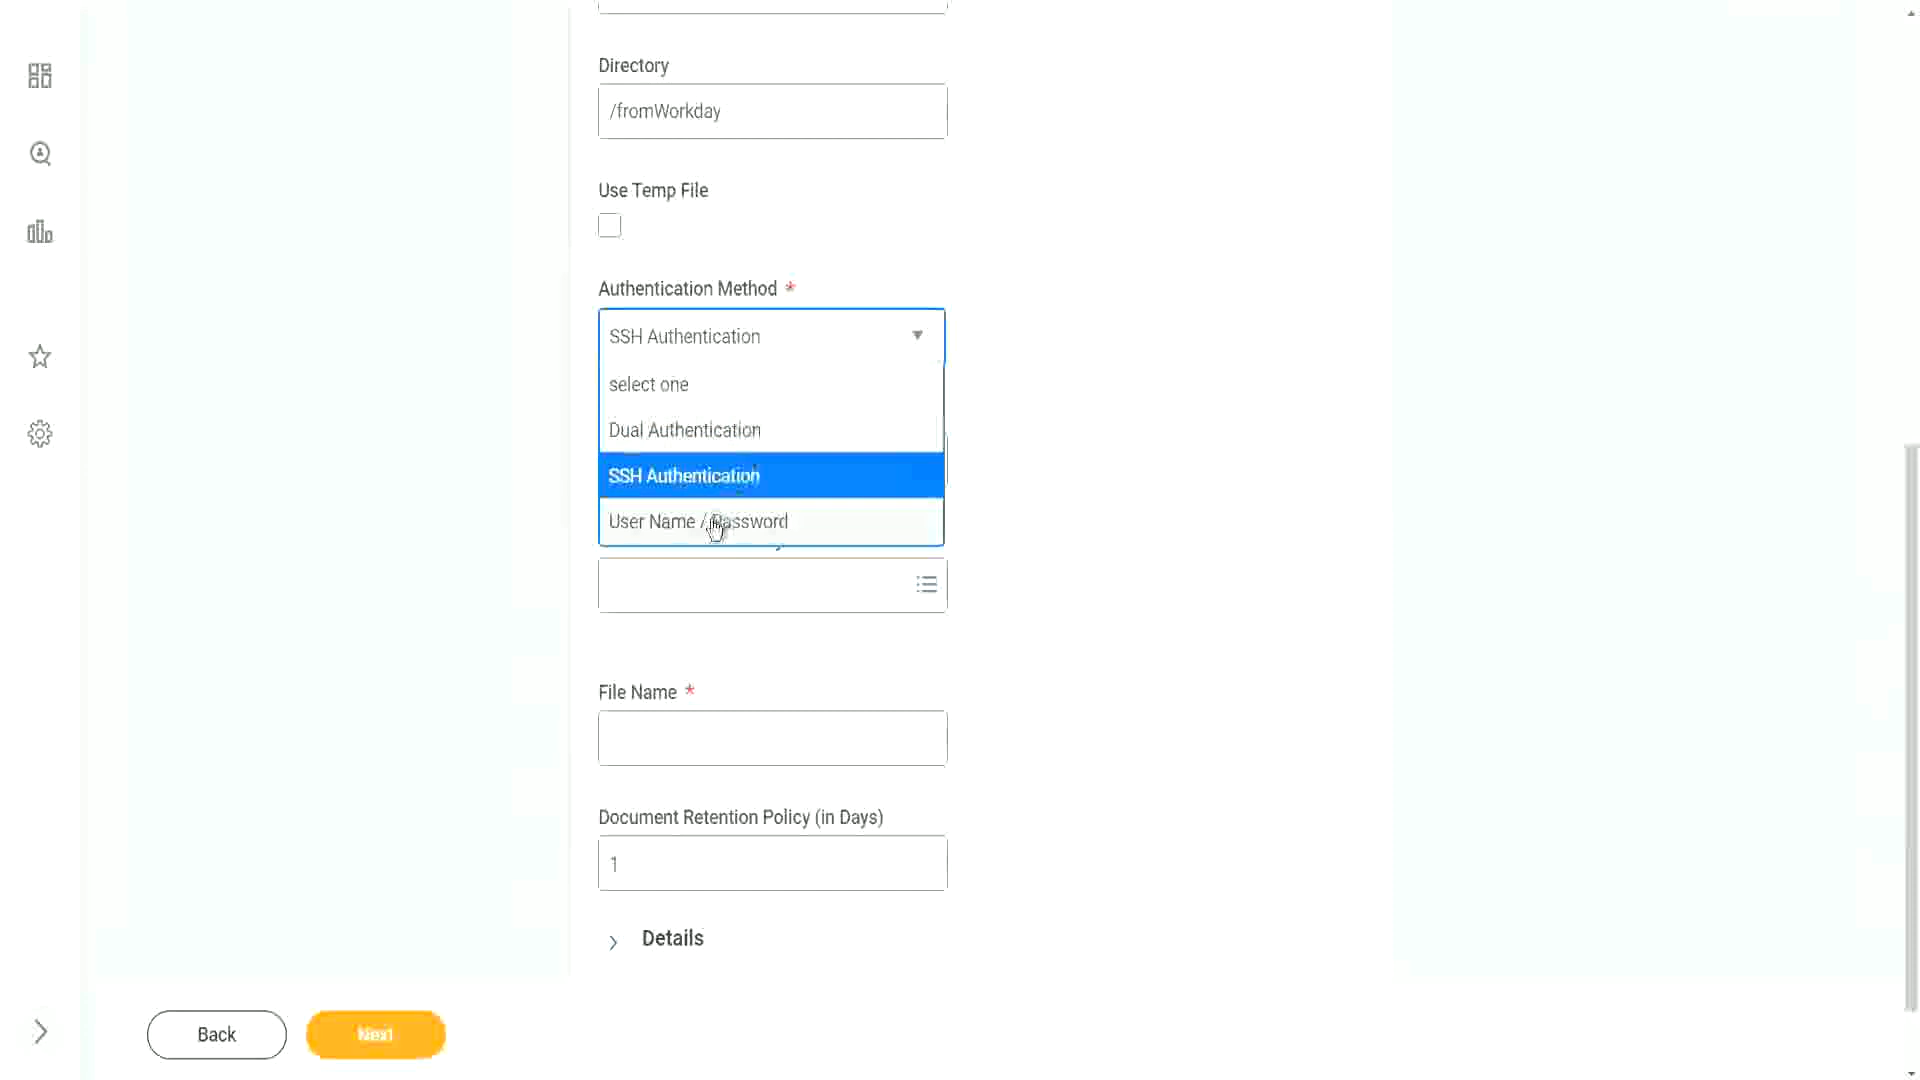 Directory
/fromWorkday
Use Temp File
Authentication Method *
SSH Authentication
select one
Dual Authentication
SSH Authentication
User Name / Password
File Name *
Document Retention Policy (in Days)
1
Details
Back
Next